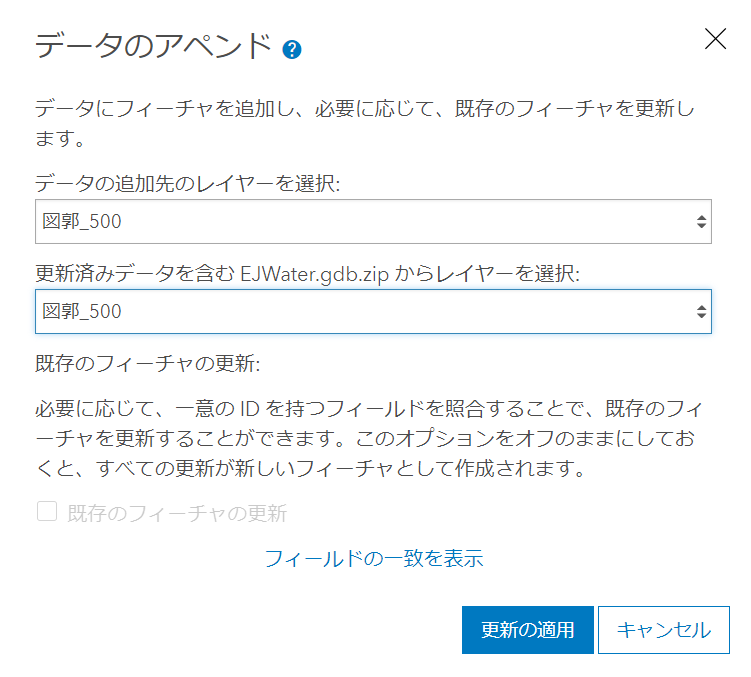 データのアペンド ?
データにフィーチャを追加し、必要に応じて、既存のフィーチャを更新し
ます。
データの追加先のレイヤーを選択:
図郭_500
更新済みデータを含む EJWater.gdb.zip からレイヤーを選択:
図郭_500
既存のフィーチャの更新:
必要に応じて、一意の ID を持つフィールドを照合することで、既存のフィ
ーチャを更新することができます。このオプションをオフのままにしてお
くと、すべての更新が新しいフィーチャとして作成されます。
既存のフィーチャの更新
フィールドの一致を表示
更新の適用 キャンセル